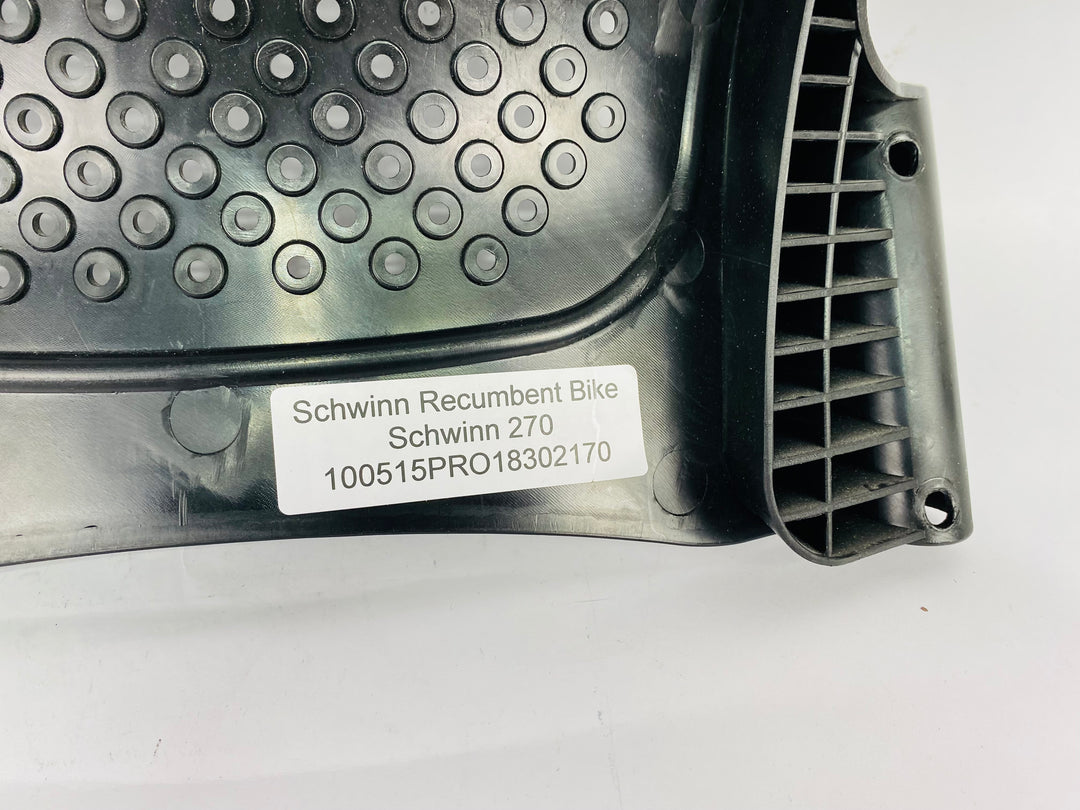 Schwinn Recumbent Bike
Schwinn 270
100515PRO18302170